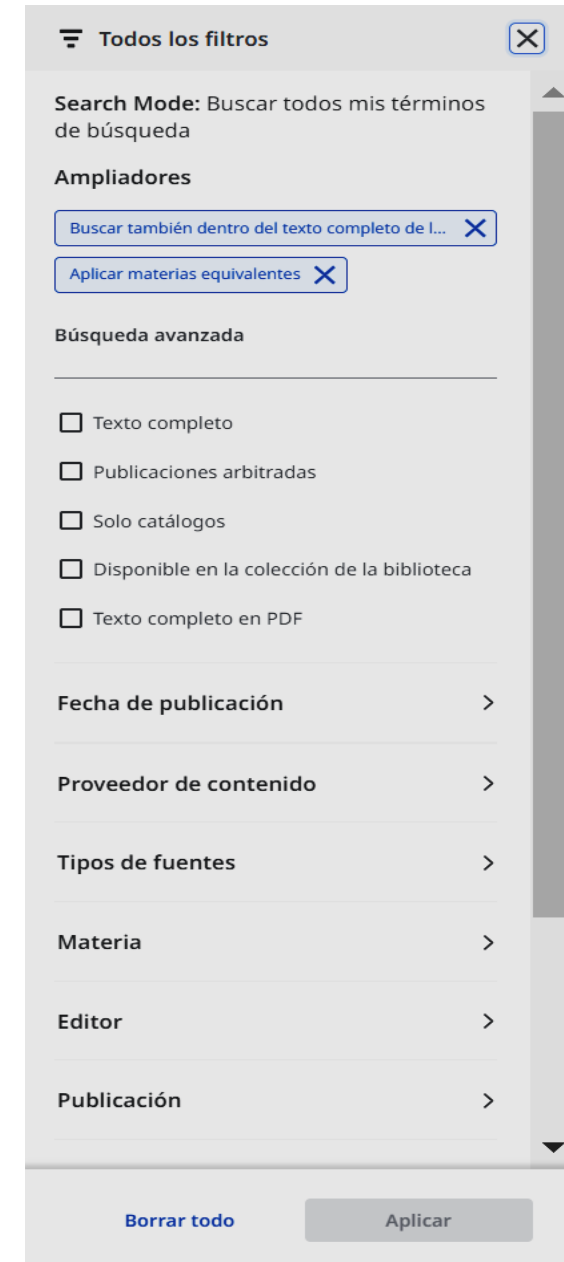 Todos los filtros
Search Mode: Buscar todos mis términos
de búsqueda
Ampliadores
Buscar también dentro del texto completo de l...
Aplicar materias equivalentes
Búsqueda avanzada
Texto completo
Publicaciones arbitradas
Solo catálogos
Disponible en la colección de la biblioteca
Texto completo en PDF
Fecha de publicación
Proveedor de contenido
Tipos de fuentes
Materia
Editor
Publicación
Borrar todo
Aplicar